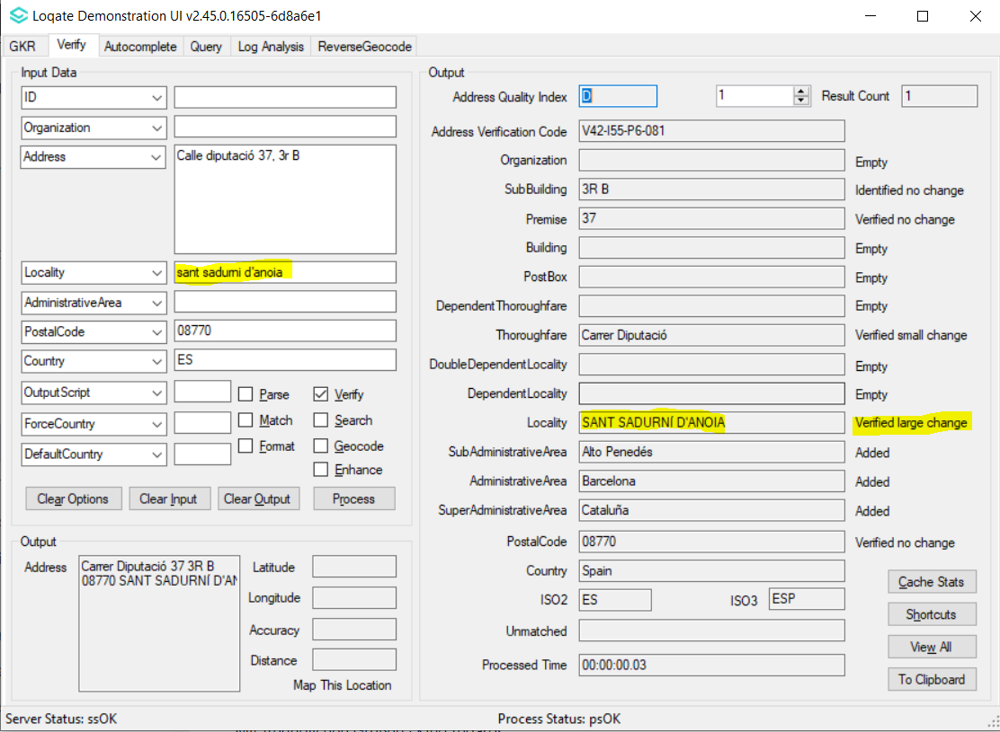 Loqate Demonstration UI v2.45.0.16505-6d8a6e1
GKR Verify Autocomplete Query Log Analysis ReverseGeocode
Input Data
ID
Organization
Address Calle diputació 37, 3r B
Locality sant sadurni d'anoia
AdministrativeArea
PostalCode 08770
Country ES
OutputScript Parse Verify
ForceCountry Match Search
DefaultCountry Format Geocode
Enhance
Clear Options Clear Input Clear Output Process
Output
Address Carrer Diputació 37 3R B
08770 SANT SADURNÍ D'AN
Latitude
Longitude
Accuracy
Distance
Map This Location
Output
Address Quality Index D 1 Result Count 1
Address Verification Code V42-I55-P6-081
Organization Empty
SubBuilding 3R B Identified no change
Premise 37 Verified no change
Building Empty
PostBox Empty
DependentThoroughfare Empty
Thoroughfare Carrer Diputació Verified small change
DoubleDependentLocality Empty
DependentLocality Empty
Locality SANT SADURNÍ D'ANOIA Verified large change
SubAdministrativeArea Alto Penedés Added
AdministrativeArea Barcelona Added
SuperAdministrativeArea Cataluña Added
PostalCode 08770 Verified no change
Country Spain
ISO2 ES ISO3 ESP
Unmatched
Processed Time 00:00:00.03
Cache Stats
Shortcuts
View All
To Clipboard
Server Status: ssOK Process Status: psOK